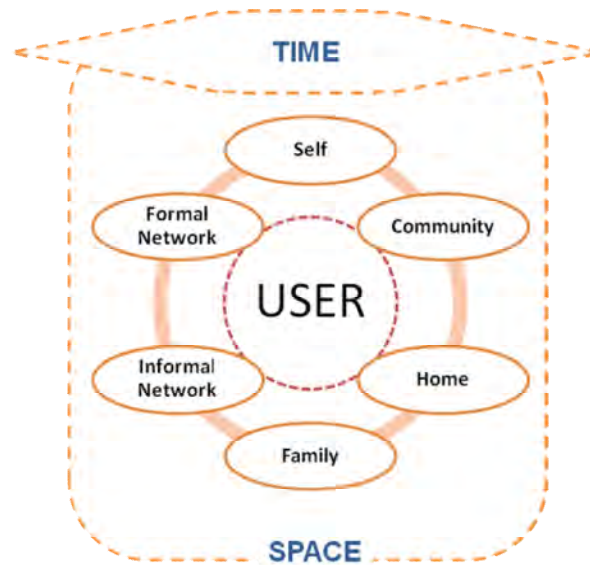 TIME
Self
Formal
Network
Community
USER
Informal
Network
Home
Family
SPACE